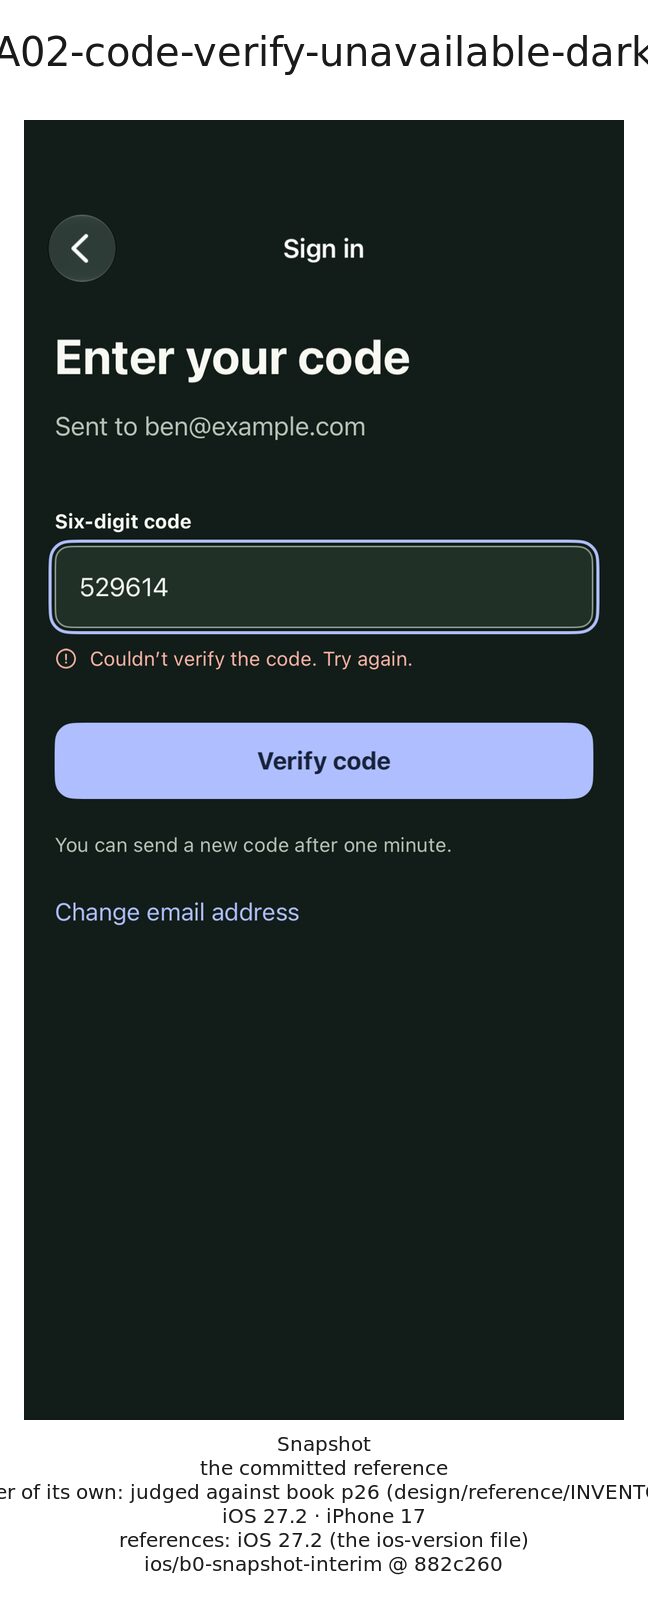 A02-code-verify-unavailable-dark
Sign in
Enter your code
Sent to ben@example.com
Six-digit code
529614
Couldn’t verify the code. Try again.
Verify code
You can send a new code after one minute.
Change email address
Snapshot
the committed reference
of its own: judged against book p26 (design/reference/
iOS 27.2 · iPhone 17
references: iOS 27.2 (the ios-version file)
ios/b0-snapshot-interim @ 882c260